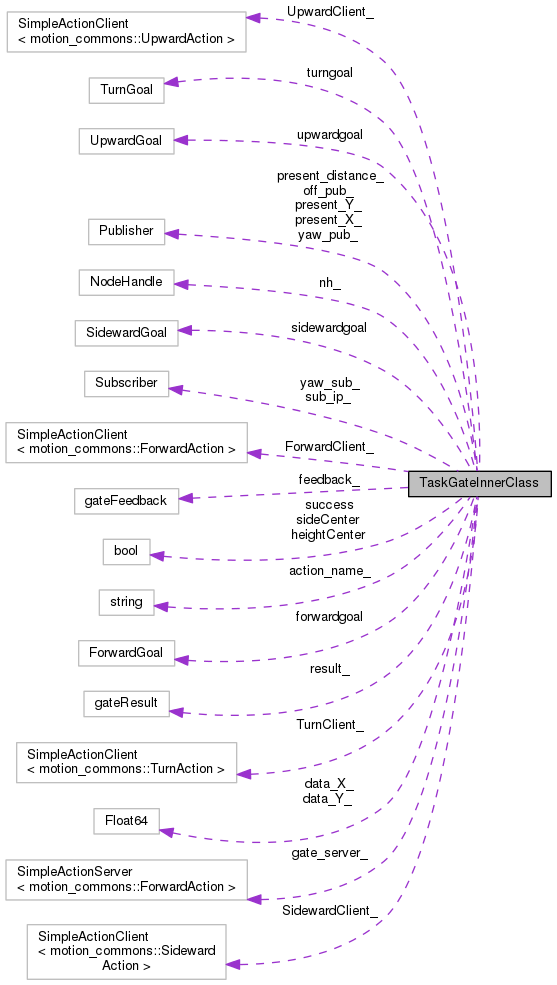 UpwardClient_
SimpleActionClient
< motion_commons::UpwardAction >
turngoal
TurnGoal
upwardgoal
UpwardGoal
present_distance_
off_pub_
present_Y_
present_X_
yaw_pub_
Publisher
nh_
NodeHandle
sidewardgoal
SidewardGoal
yaw_sub_
sub_ip_
Subscriber
ForwardClient_
SimpleActionClient
< motion_commons::ForwardAction >
feedback_
TaskGateInnerClass
gateFeedback
success
sideCenter
heightCenter
bool
action_name_
string
forwardgoal
ForwardGoal
result_
gateResult
TurnClient_
SimpleActionClient
< motion_commons::TurnAction >
data_X_
data_Y_
Float64
gate_server_
SimpleActionServer
< motion_commons::ForwardAction >
SidewardClient_
SimpleActionClient
< motion_commons::Sideward
Action >